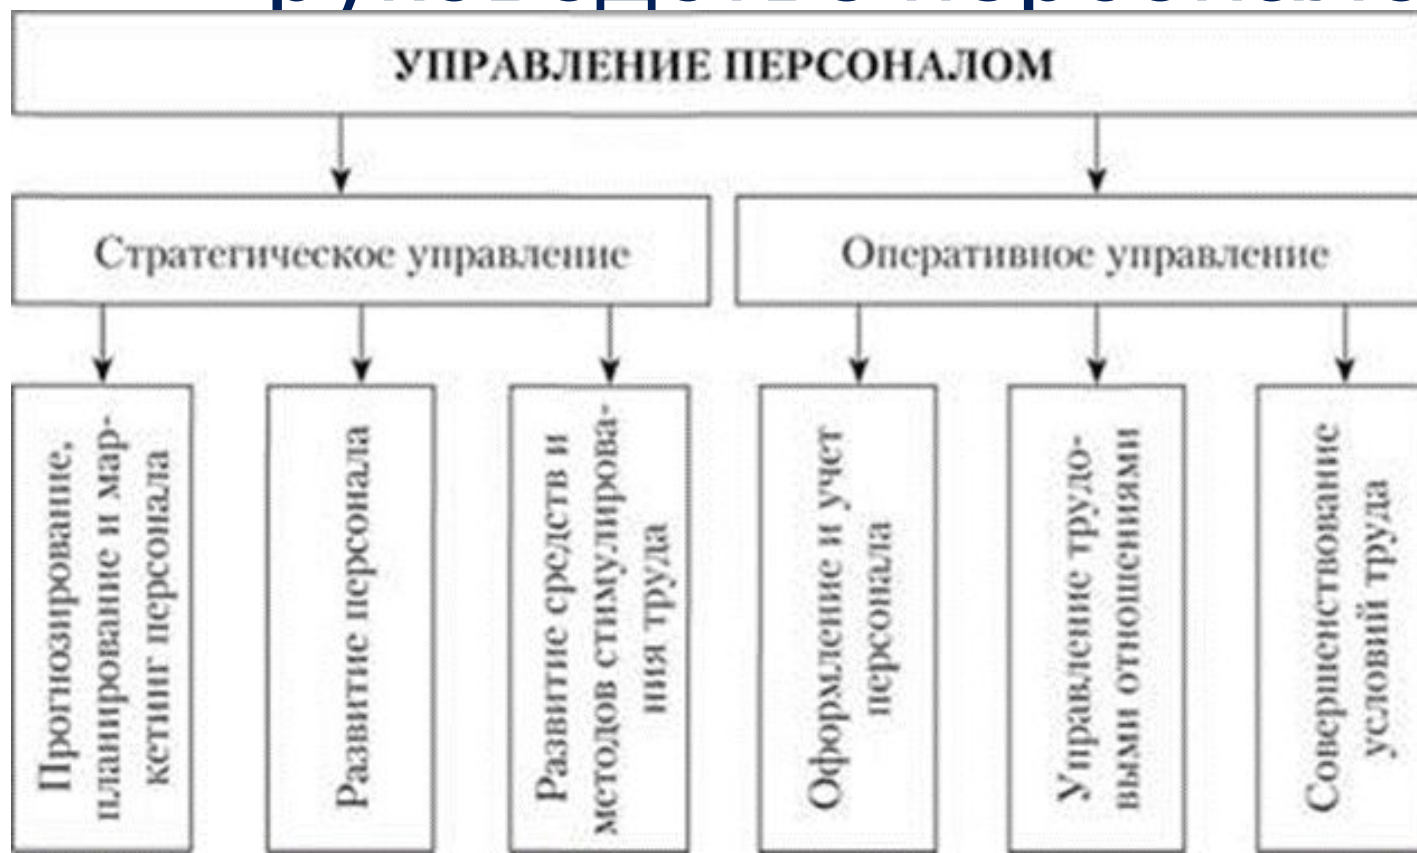 УПРАВЛЕНИЕ ПЕРСОНАЛОМ
Стратегическое управление
Оперативное управление
Прогнозирование,
планирование и мар-
кетинг персонала
Развитие персонала
Развитие средств и
методов стимулирова-
ния труда
Оформление и учет
персонала
Управление трудо-
выми отношениями
Совершенствование
условий труда